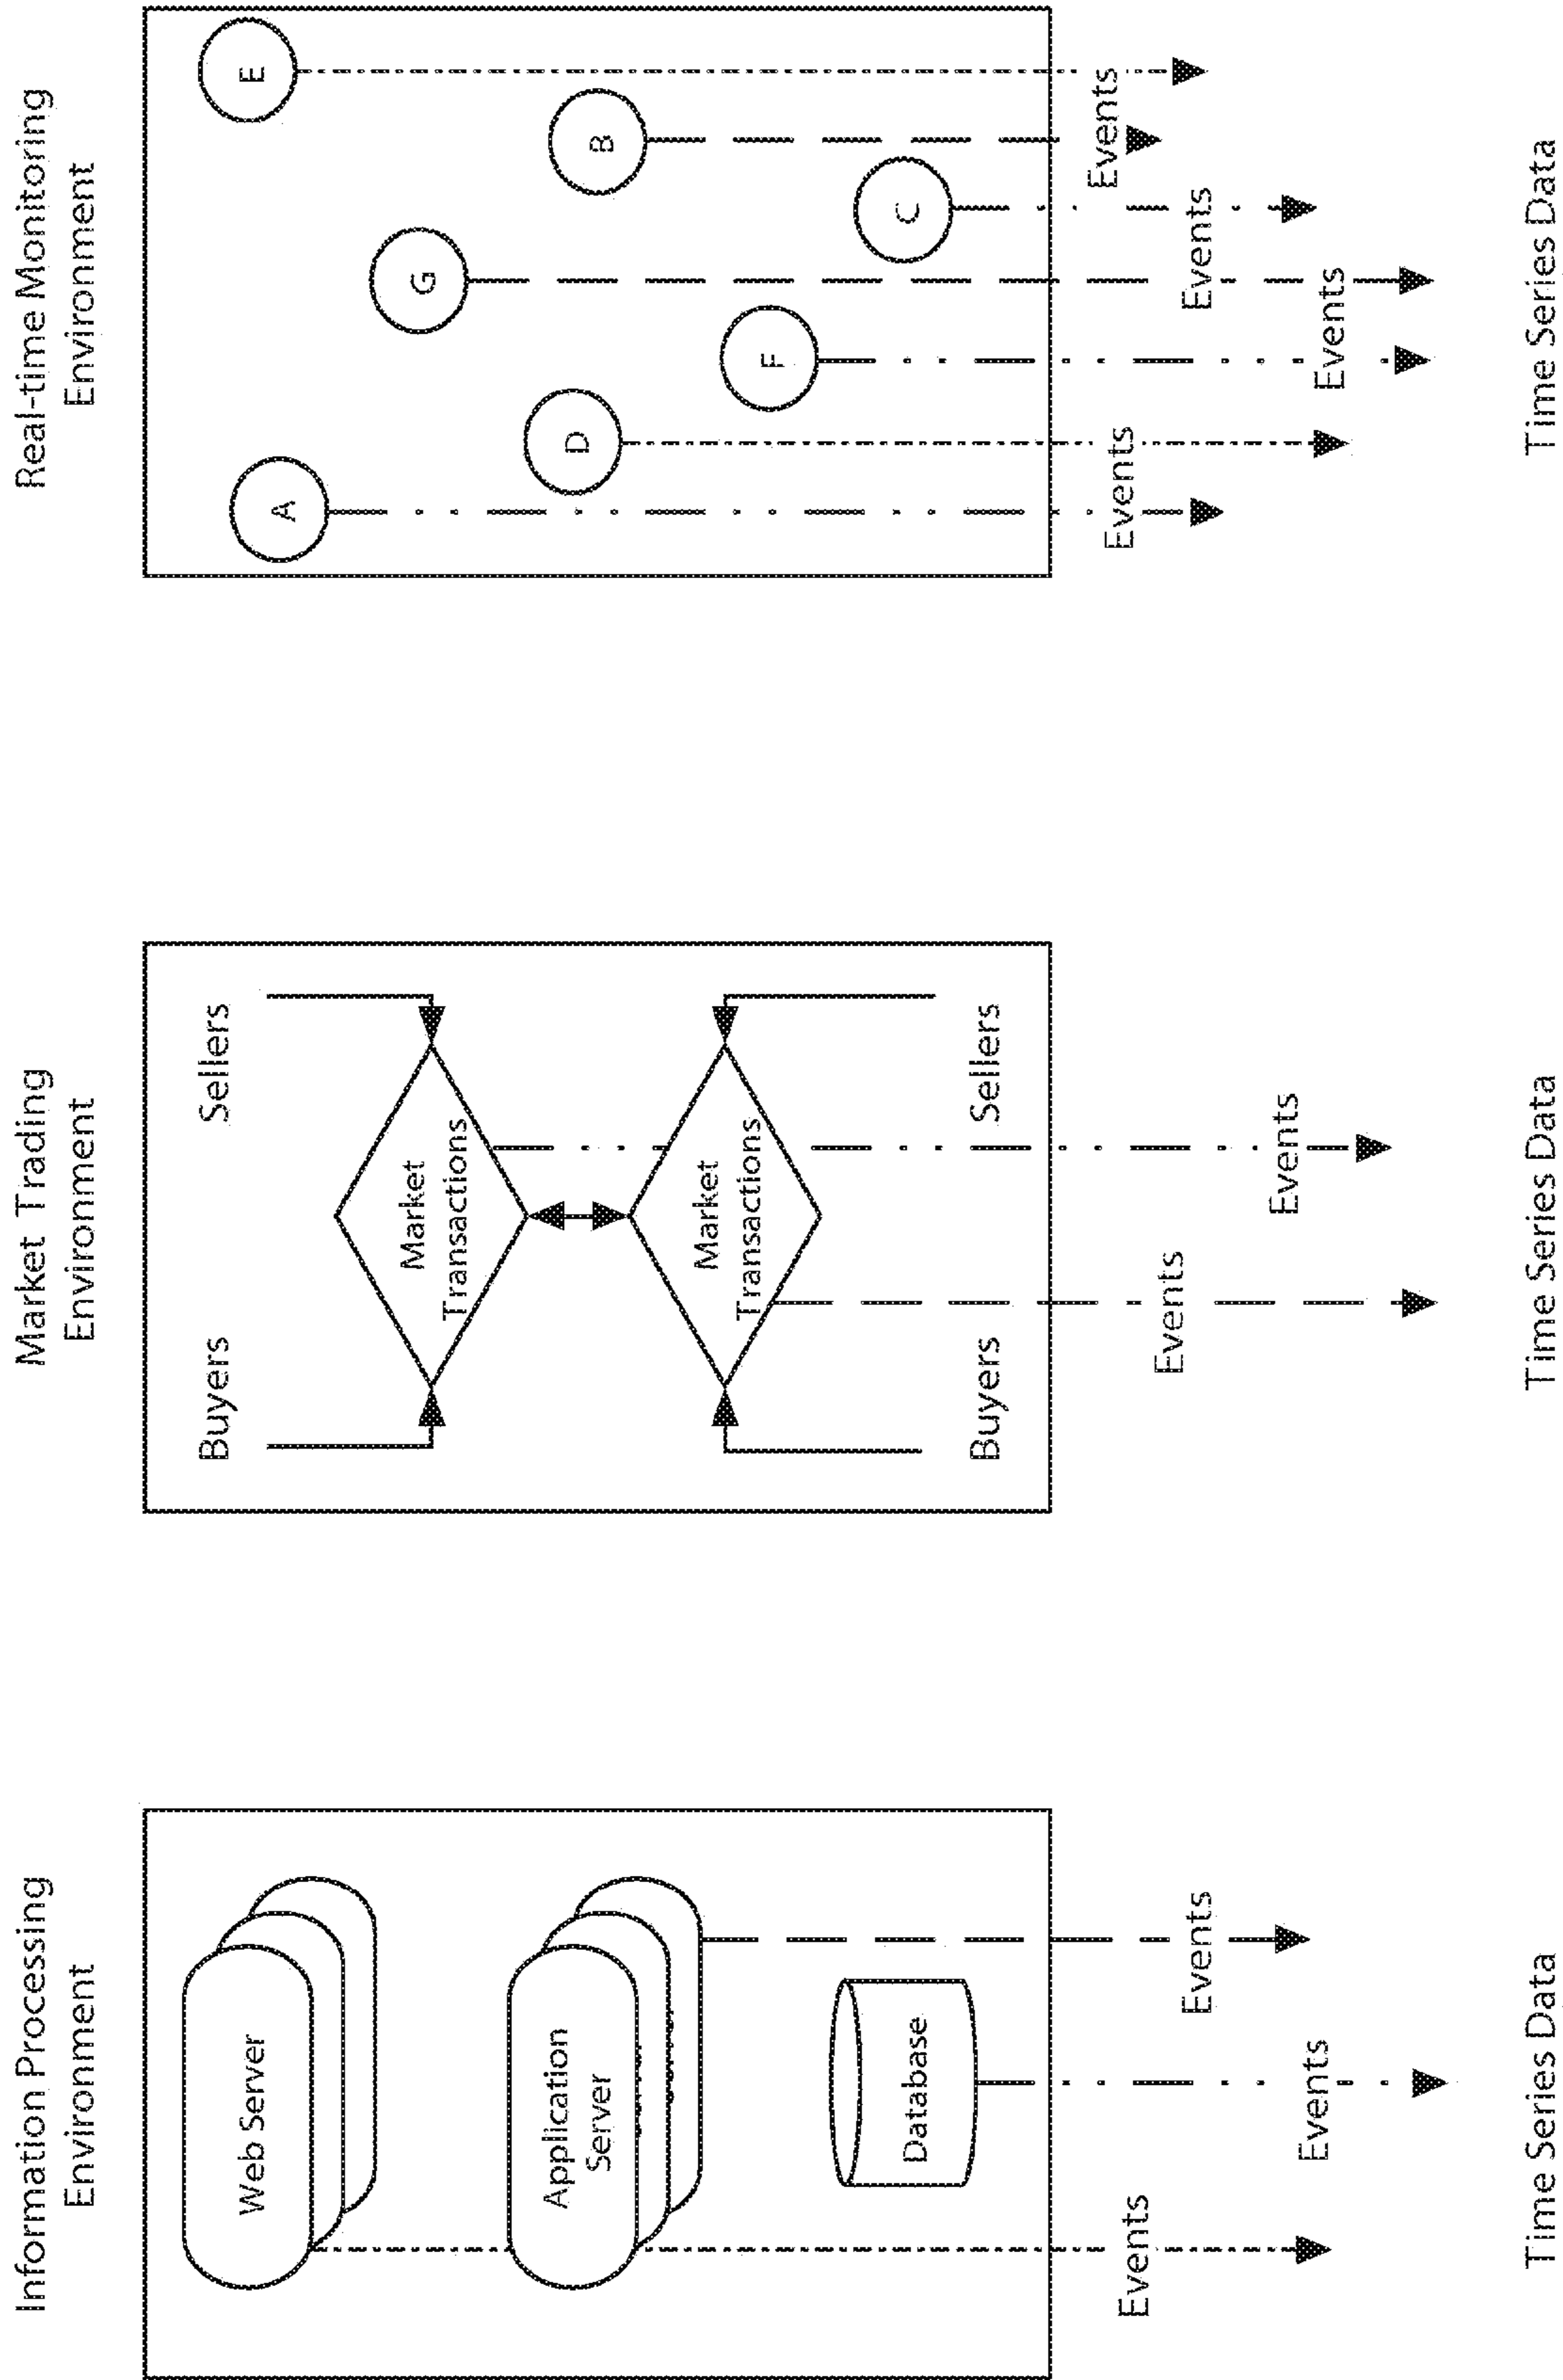 Information Processing
Environment
Web Server
Application
Server
Database
Events
Events
Events
Time Series Data
Market Trading
Environment
Buyers
Sellers
Market
Transactions
Market
Transactions
Buyers
Sellers
Events
Events
Time Series Data
Real-time Monitoring
Environment
A
D
F
G
C
B
E
Events
Events
Events
Events
Time Series Data